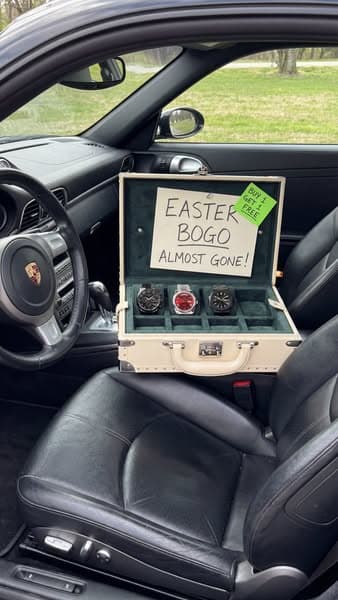 EASTER
BOGO
ALMOST GONE!
BUY 1
GET 1
FREE